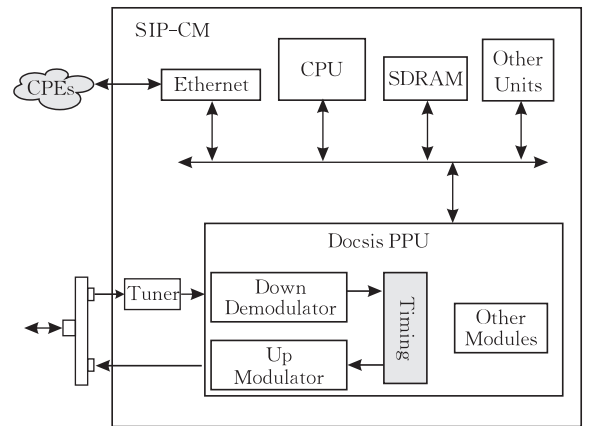 SIP-CM
CPEs
Ethernet
CPU
SDRAM
Other
Units
Docsis PPU
Tuner
Down
Demodulator
Timing
Other
Modules
Up
Modulator